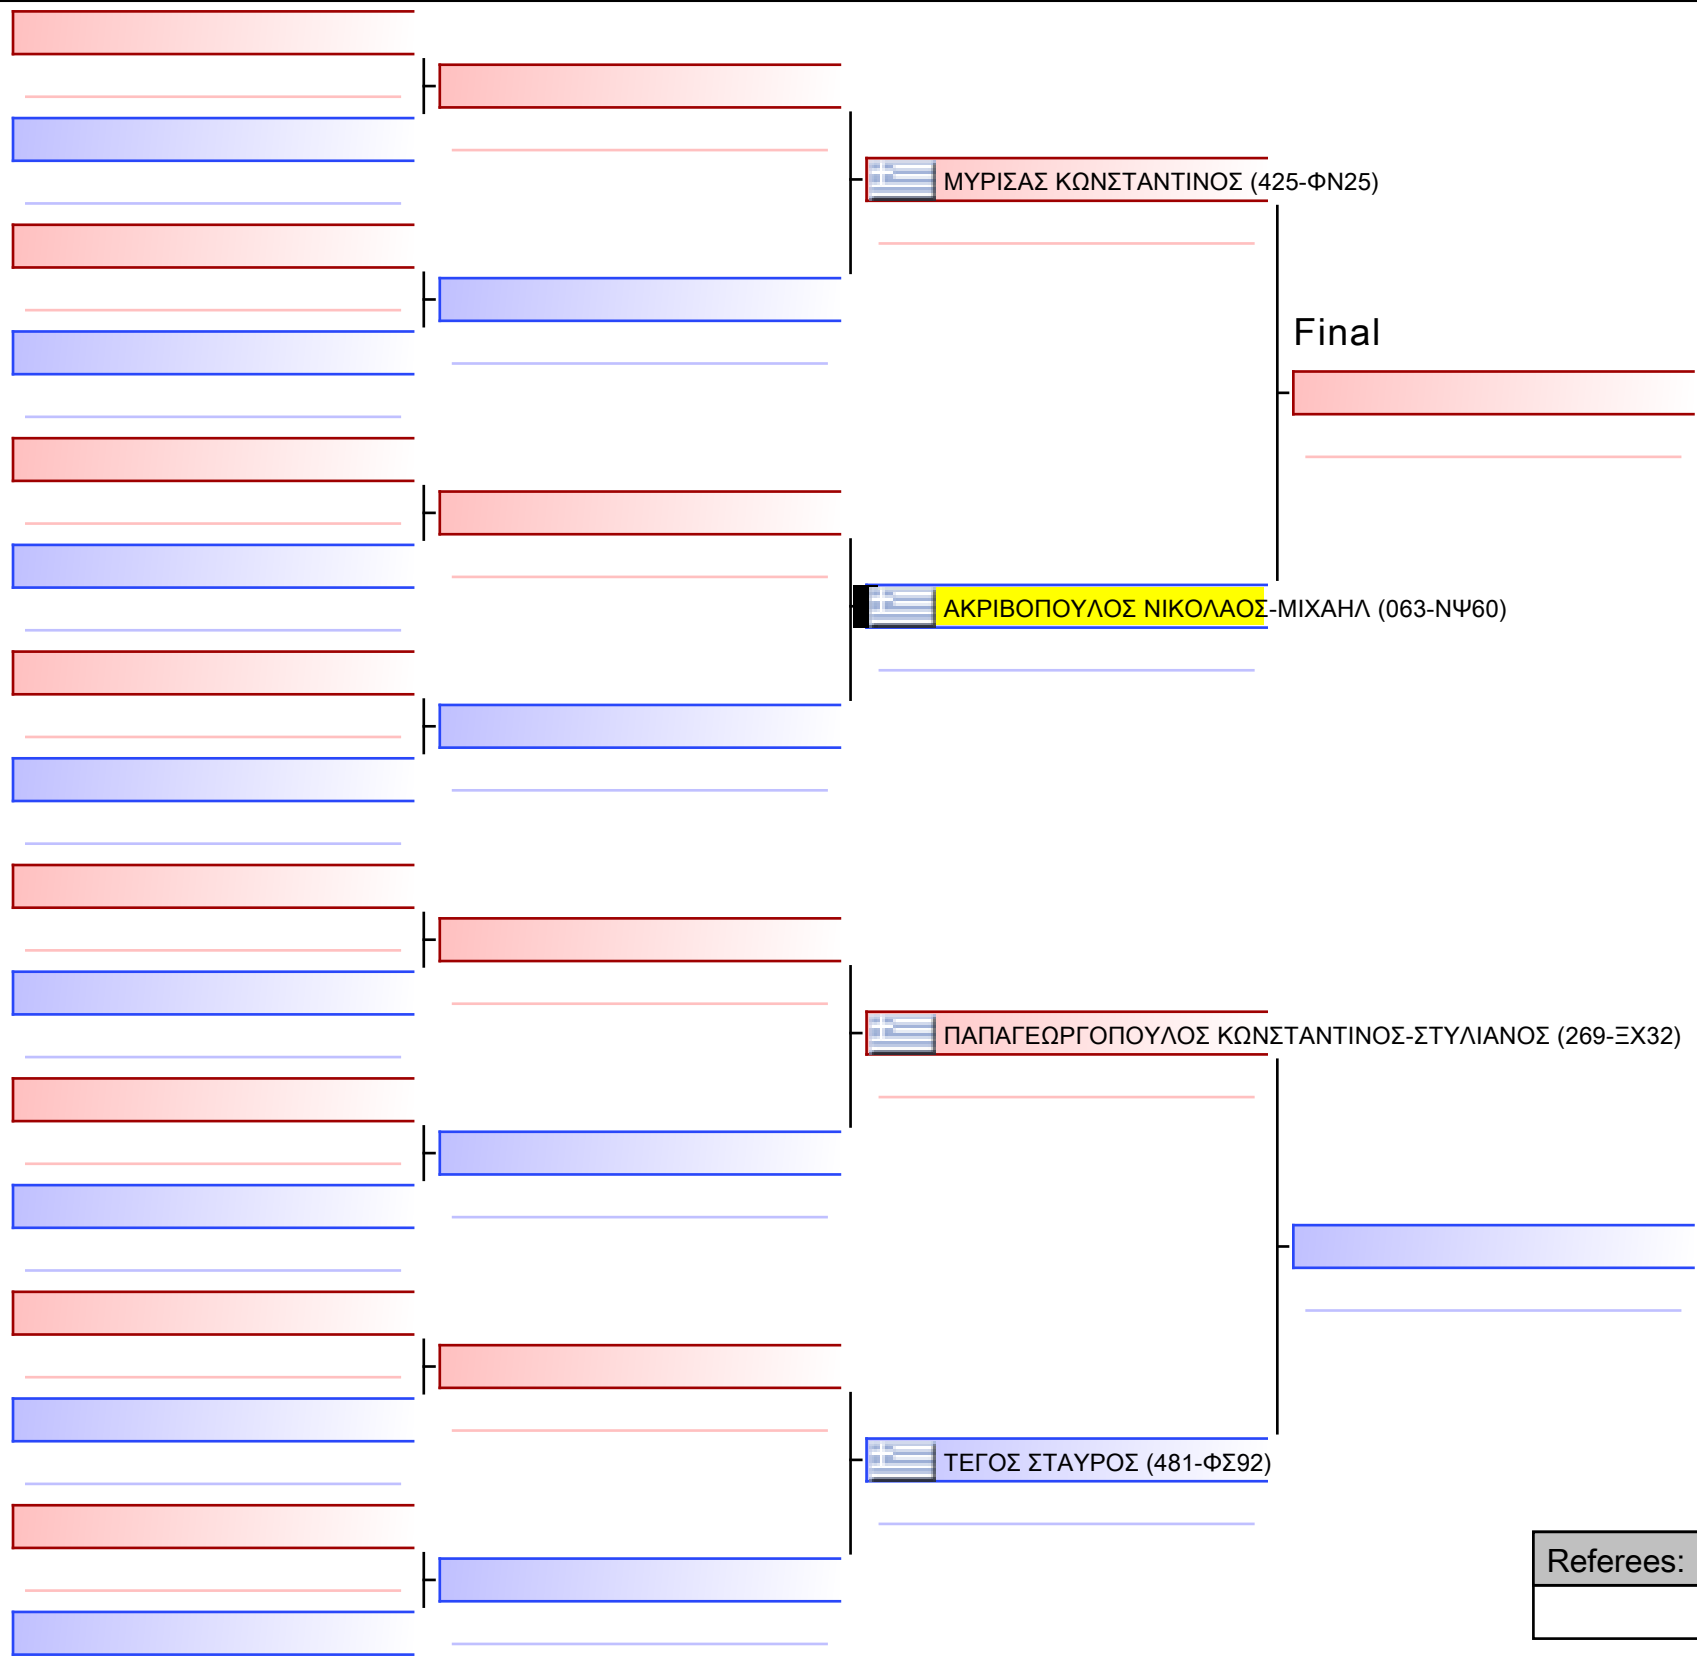 ΜΥΡΙΣΑΣ ΚΩΝΣΤΑΝΤΙΝΟΣ (425-ΦΝ25)
Final
ΑΚΡΙΒΟΠΟΥΛΟΣ ΝΙΚΟΛΑΟΣ-ΜΙΧΑΗΛ (063-ΝΨ60)
ΠΑΠΑΓΕΩΡΓΟΠΟΥΛΟΣ ΚΩΝΣΤΑΝΤΙΝΟΣ-ΣΤΥΛΙΑΝΟΣ (269-ΞΧ32)
ΤΕΓΟΣ ΣΤΑΥΡΟΣ (481-ΦΣ92)
Referees: